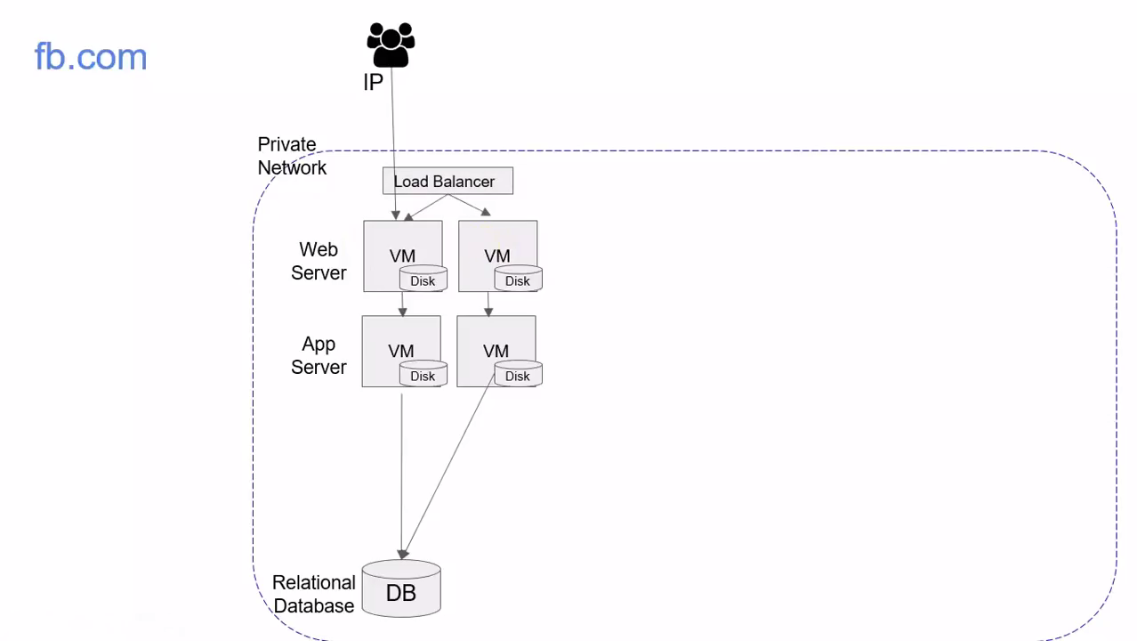 fb.com
IP
Private
Network
Load Balancer
Web
Server
VM
Disk
VM
Disk
App
Server
VM
Disk
VM
Disk
Relational
Database
DB